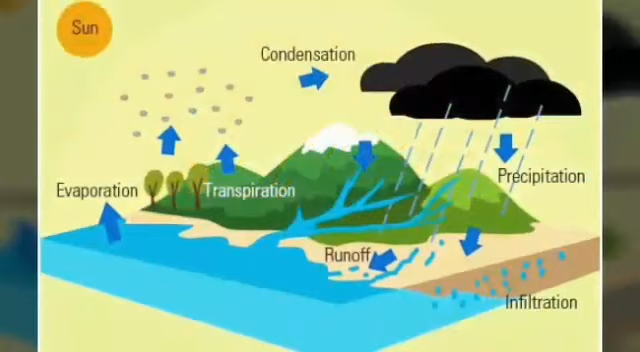 Sun
Condensation
Evaporation
Transpiration
Precipitation
Runoff
Infiltration